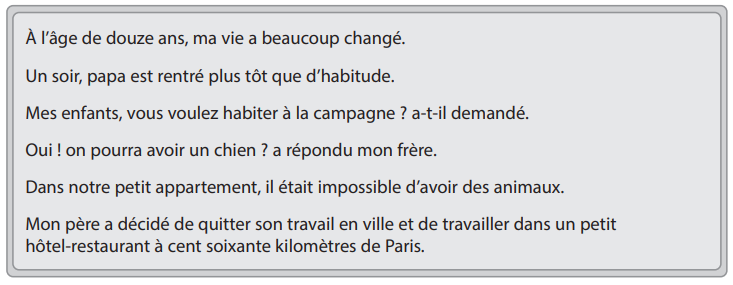 À l’âge de douze ans, ma vie a beaucoup changé.
Un soir, papa est rentré plus tôt que d’habitude.
Mes enfants, vous voulez habiter à la campagne ? a-t-il demandé.
Oui ! on pourra avoir un chien ? a répondu mon frère.
Dans notre petit appartement, il était impossible d’avoir des animaux.
Mon père a décidé de quitter son travail en ville et de travailler dans un petit
hôtel-restaurant à cent soixante kilomètres de Paris.